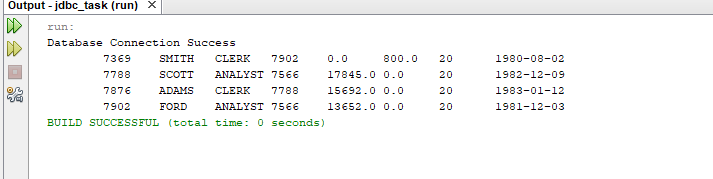 Output - jdbc_task (run) X
run:
Database Connection Success
7369 SMITH CLERK 7902 0.0 800.0 20 1980-08-02
7788 SCOTT ANALYST 7566 17845.0 0.0 20 1982-12-09
7876 ADAMS CLERK 7788 15692.0 0.0 20 1983-01-12
7902 FORD ANALYST 7566 13652.0 0.0 20 1981-12-03
BUILD SUCCESSFUL (total time: 0 seconds)